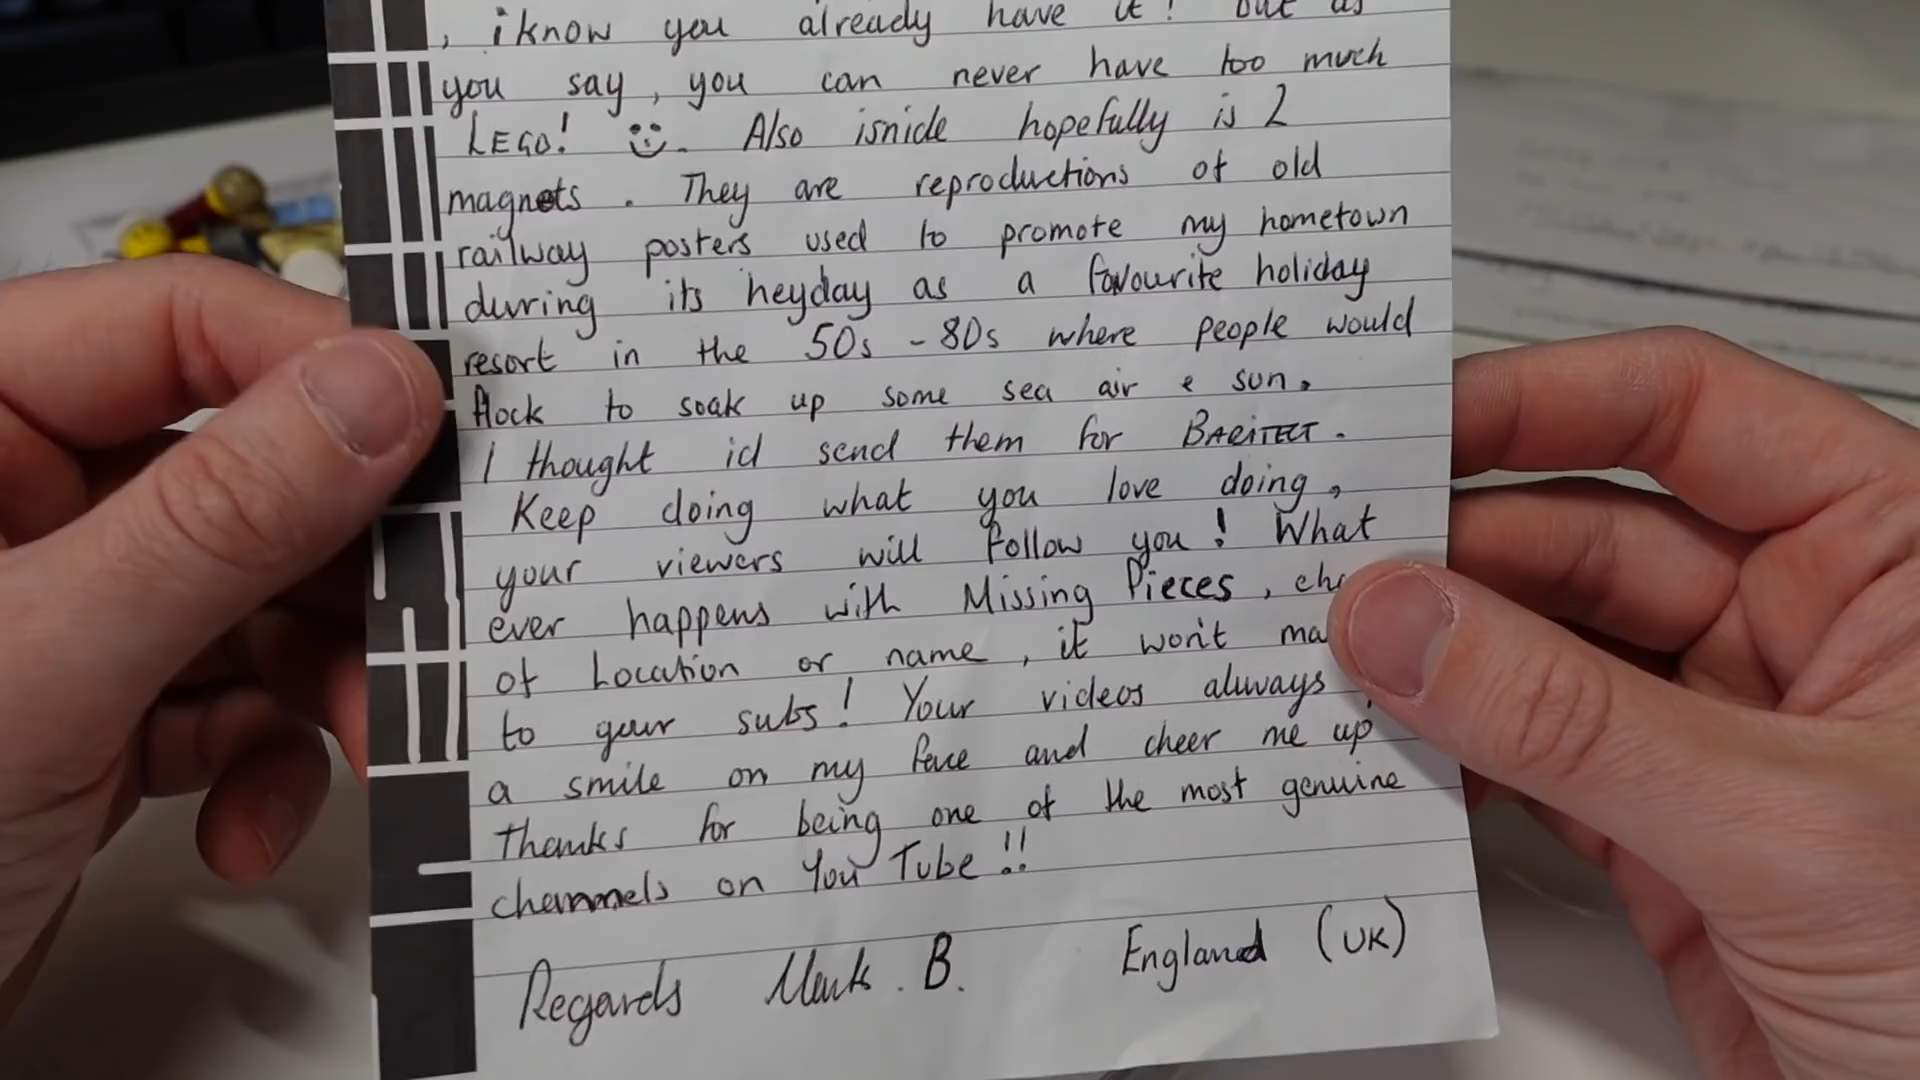 , i know you already have it! But as
you say, you can never have too much
LEGO! Also isnide hopefully is 2
magnets. They are reproductions of old
railway posters used to promote my hometown
during its heyday as a favourite holiday
resort in the 50s - 80s where people would
flock to soak up some sea air & sun.
I thought id send them for BARITECT.
Keep doing what you love doing,
your viewers will follow you! What
ever happens with Missing Pieces,
of Location or name, it won't
to your subs! Your videos always
a smile on my face and cheer me up
thanks for being one of the most genuine
channels on YouTube!!
Regards Mark. B. England (UK)